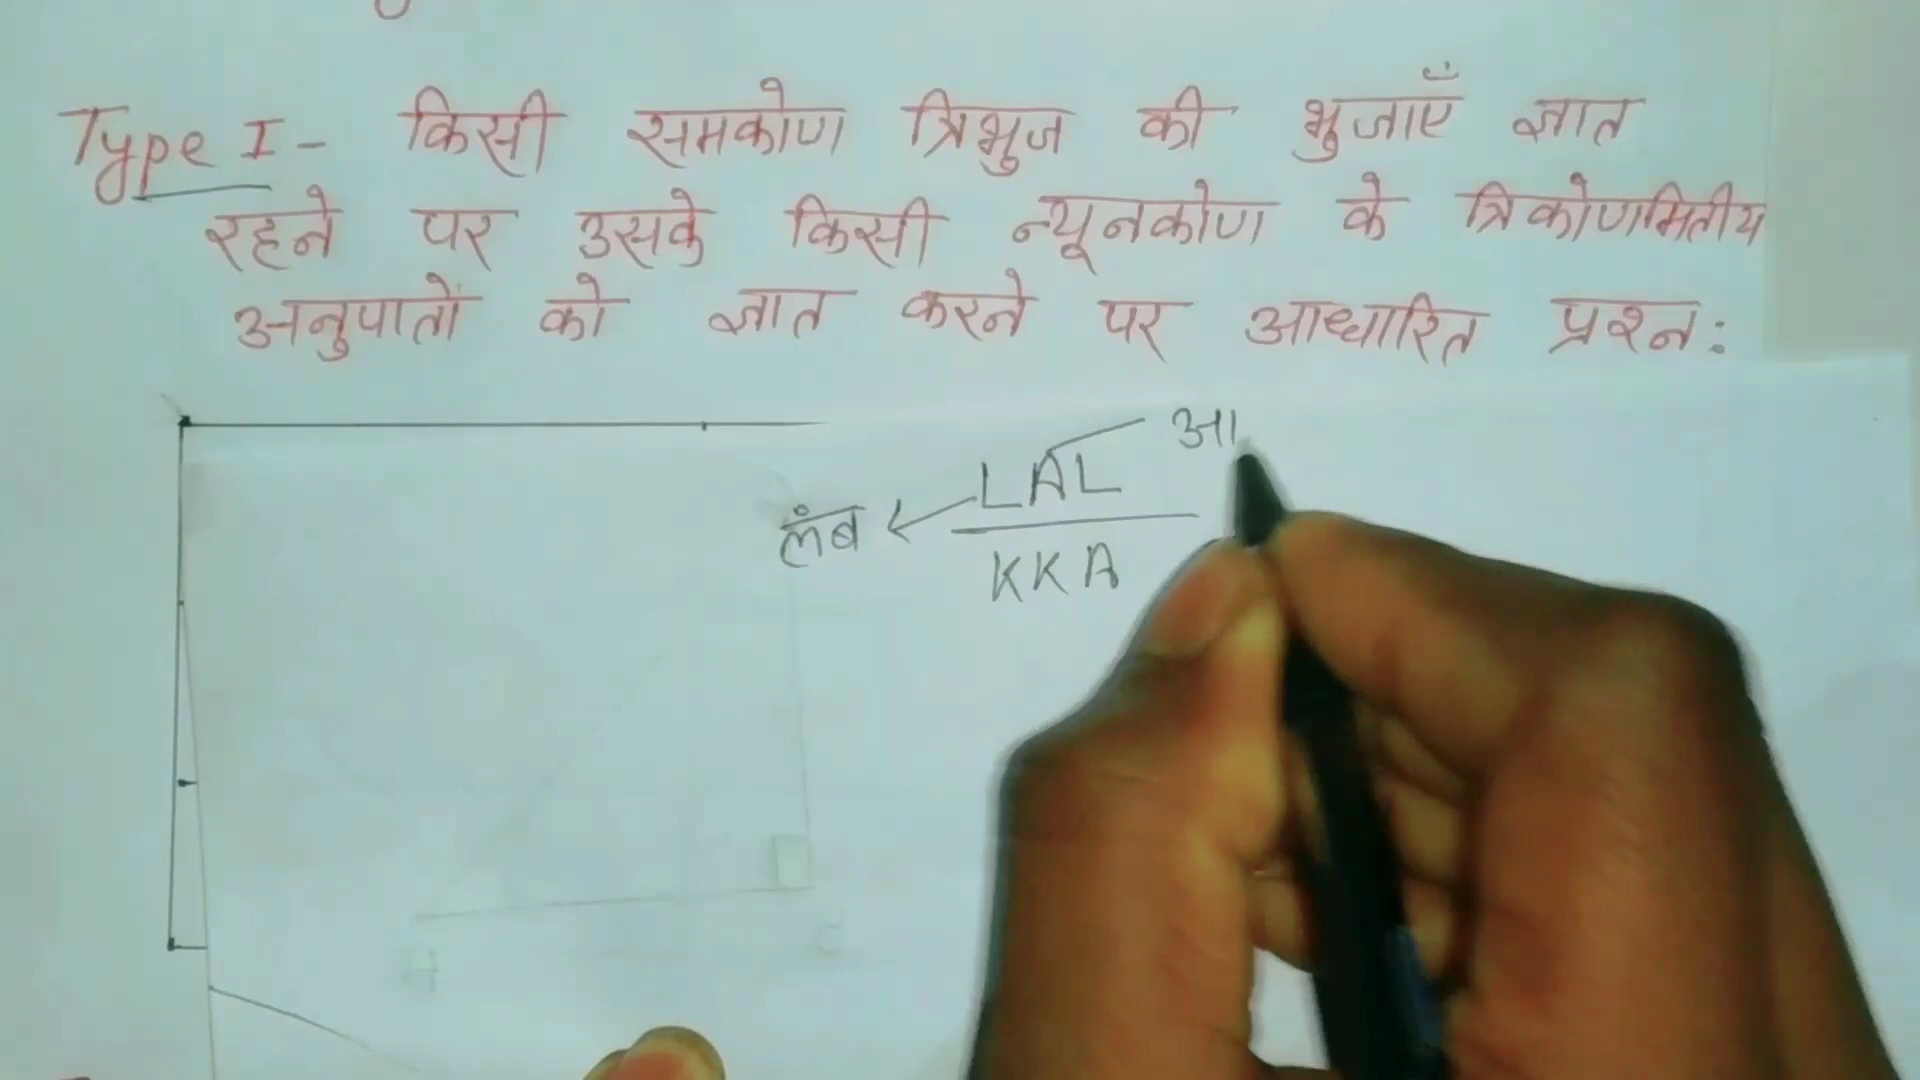 Type I - किसी समकोण त्रिभुज की भुजाएँ ज्ञात
रहने पर उसके किसी न्यूनकोण के त्रिकोणमितीय
अनुपातों को ज्ञात करने पर आधारित प्रश्न :
आ
लंब ← LAL
KKA